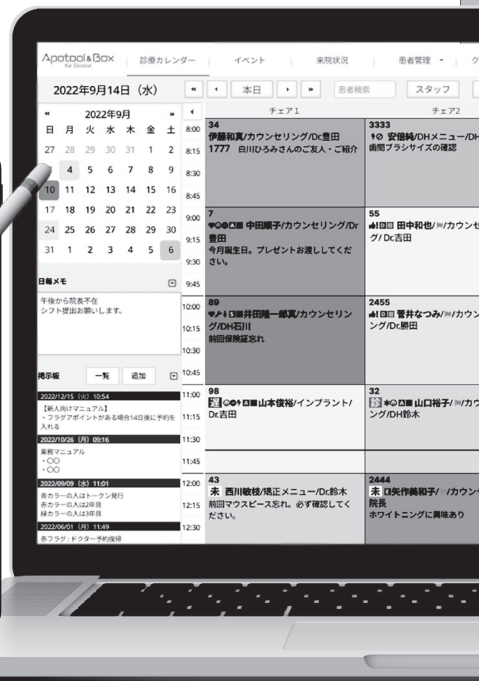 Apotool&Box
for Dentist
診療カレンダー
イベント
来院状況
患者管理
2022年9月14日（水）
本日
患者検索
スタッフ
2022年9月
日 月 火 水 木 金 土
27 28 29 30 31 1 2
4 5 6 7 8 9
10 11 12 13 14 15 16
17 18 19 20 21 22 23
24 25 26 27 28 29 30
31 1 2 3 4 5 6
日毎メモ
午後から院長不在
シフト提出お願いします。
掲示板
一覧
追加
2022/12/15（火）10:54
【新人向けマニュアル】
・フラグアポイントがある場合14日後に予約を
入れる
2022/10/26（月）09:16
業務マニュアル
・○○
・○○
2022/09/09（水）11:01
青カラーの人はトークン発行
赤カラーの人は2年目
緑カラーの人は3年目
2022/06/01（月）11:49
赤フラグ：ドクター予約復帰
8:00
8:15
8:30
8:45
9:00
9:15
9:30
9:45
10:00
10:15
10:30
10:45
11:00
11:15
11:30
11:45
12:00
12:15
12:30
チェア1
34
伊藤和真/カウンセリング/Dr.豊田
1777 白川ひろみさんのご友人・ご紹介
7
中田順子/カウンセリング/Dr
豊田
今月誕生日。プレゼントお渡ししてくだ
さい。
89
井田隆一郎真/カウンセリン
グ/DH石川
前回保険証忘れ
98
山本俊裕/インプラント/
Dr.吉田
43
未 西川敏枝/矯正メニュー/Dr.鈴木
前回マウスピース忘れ。必ず確認してく
ださい。
チェア2
3333
安倍純/DHメニュー/DH
歯間ブラシサイズの確認
55
田中和也/カウンセ
グ/Dr.吉田
2455
菅井なつみ/カウン
ング/Dr.勝田
32
山口裕子/カウ
ング/DH鈴木
2444
未 矢作美和子/カウンセ
院長
ホワイトニングに興味あり